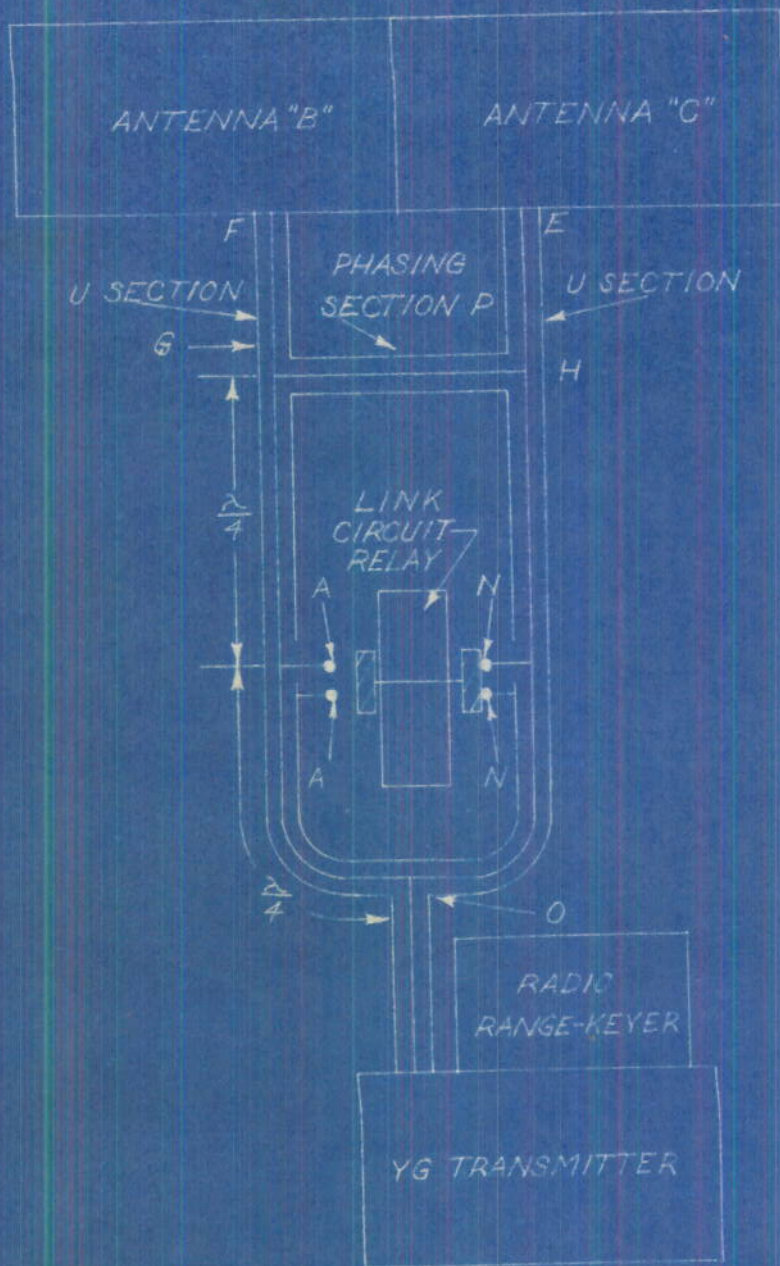 ANTENNA "B"
ANTENNA "C"
F
E
PHASING
SECTION P
U SECTION
U SECTION
G
H
λ/4
LINK
CIRCUIT
RELAY
A
N
A
N
λ/4
O
RADIO
RANGE-KEYER
YG TRANSMITTER